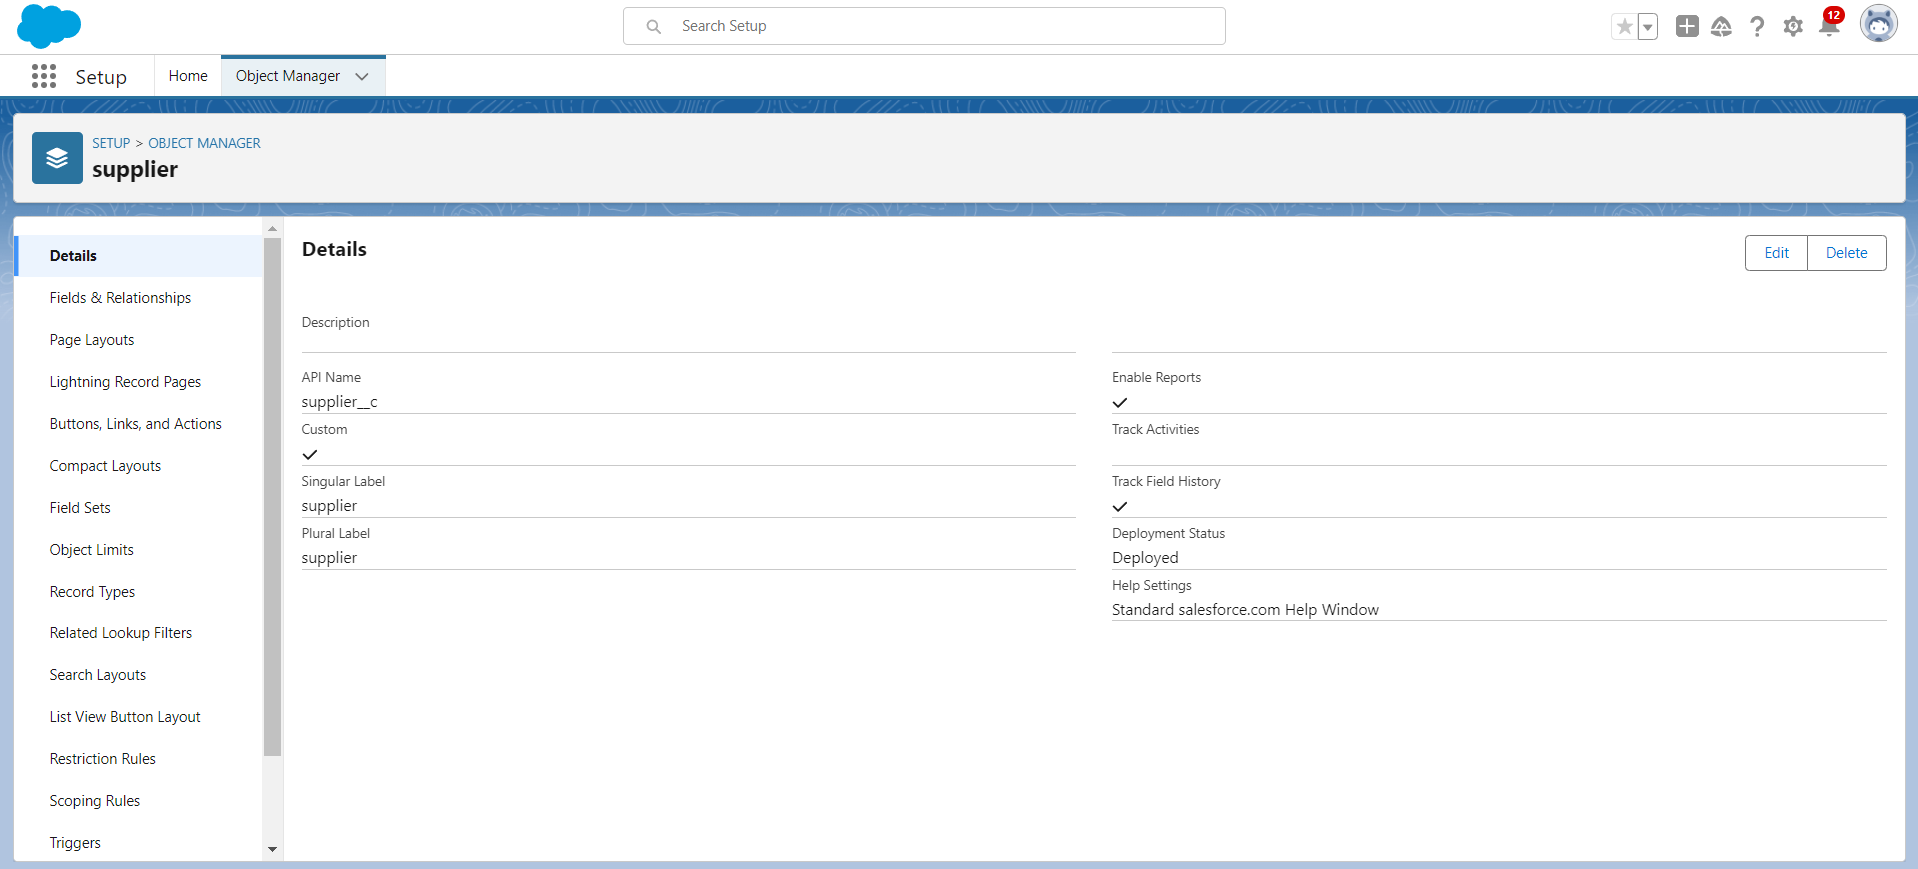 Search Setup
12
Setup
Home
Object Manager
SETUP > OBJECT MANAGER
supplier
Details
Fields & Relationships
Page Layouts
Lightning Record Pages
Buttons, Links, and Actions
Compact Layouts
Field Sets
Object Limits
Record Types
Related Lookup Filters
Search Layouts
List View Button Layout
Restriction Rules
Scoping Rules
Triggers
Details
Edit
Delete
Description
API Name
supplier__c
Custom
Singular Label
supplier
Plural Label
supplier
Enable Reports
Track Activities
Track Field History
Deployment Status
Deployed
Help Settings
Standard salesforce.com Help Window